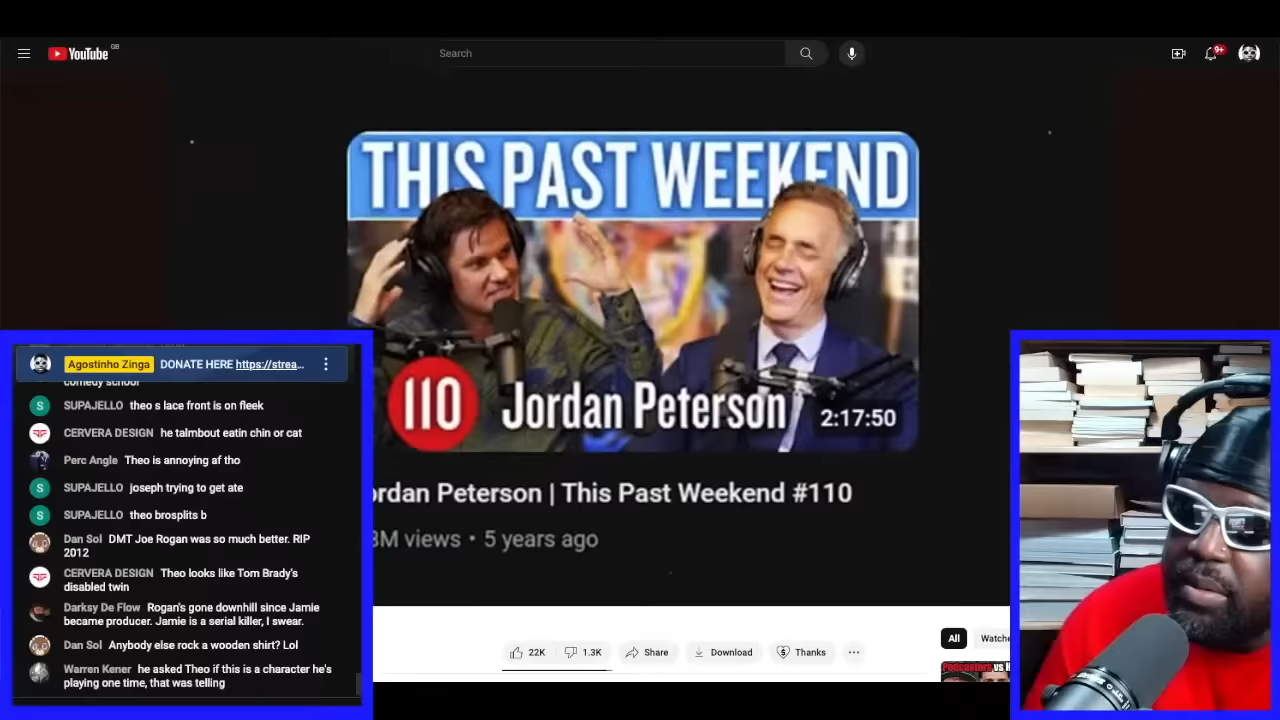 YouTube GB
Search
9+
THIS PAST WEEKEND
110
Jordan Peterson
2:17:50
ordan Peterson | This Past Weekend #110
3M views • 5 years ago
Agostinho Zinga DONATE HERE https://strea...
comedy school
S SUPAJELLO theo s lace front is on fleek
CERVERA DESIGN he talmbout eatin chin or cat
Perc Angle Theo is annoying af tho
S SUPAJELLO joseph trying to get ate
S SUPAJELLO theo brosplits b
Dan Sol DMT Joe Rogan was so much better. RIP
2012
CERVERA DESIGN Theo looks like Tom Brady's
disabled twin
Darksy De Flow Rogan's gone downhill since Jamie
became producer. Jamie is a serial killer, I swear.
Dan Sol Anybody else rock a wooden shirt? Lol
Warren Kener he asked Theo if this is a character he's
playing one time, that was telling
22K 1.3K Share Download Thanks
All Watche
Podcasters vs H